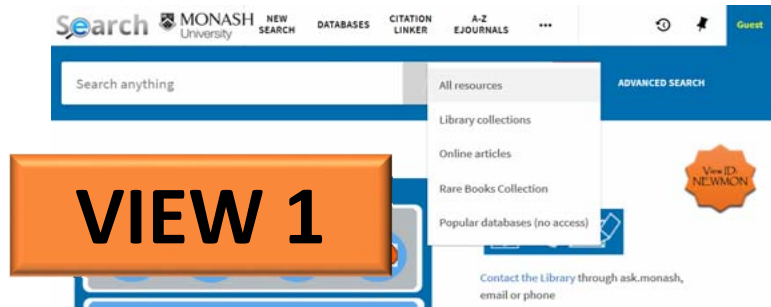 Search MONASH University
NEW SEARCH
DATABASES
CITATION LINKER
A-Z EJOURNALS
...
Guest
Search anything
ADVANCED SEARCH
All resources
Library collections
Online articles
Rare Books Collection
Popular databases (no access)
View ID:
NEWMON
VIEW 1
Contact the Library through ask.monash,
email or phone